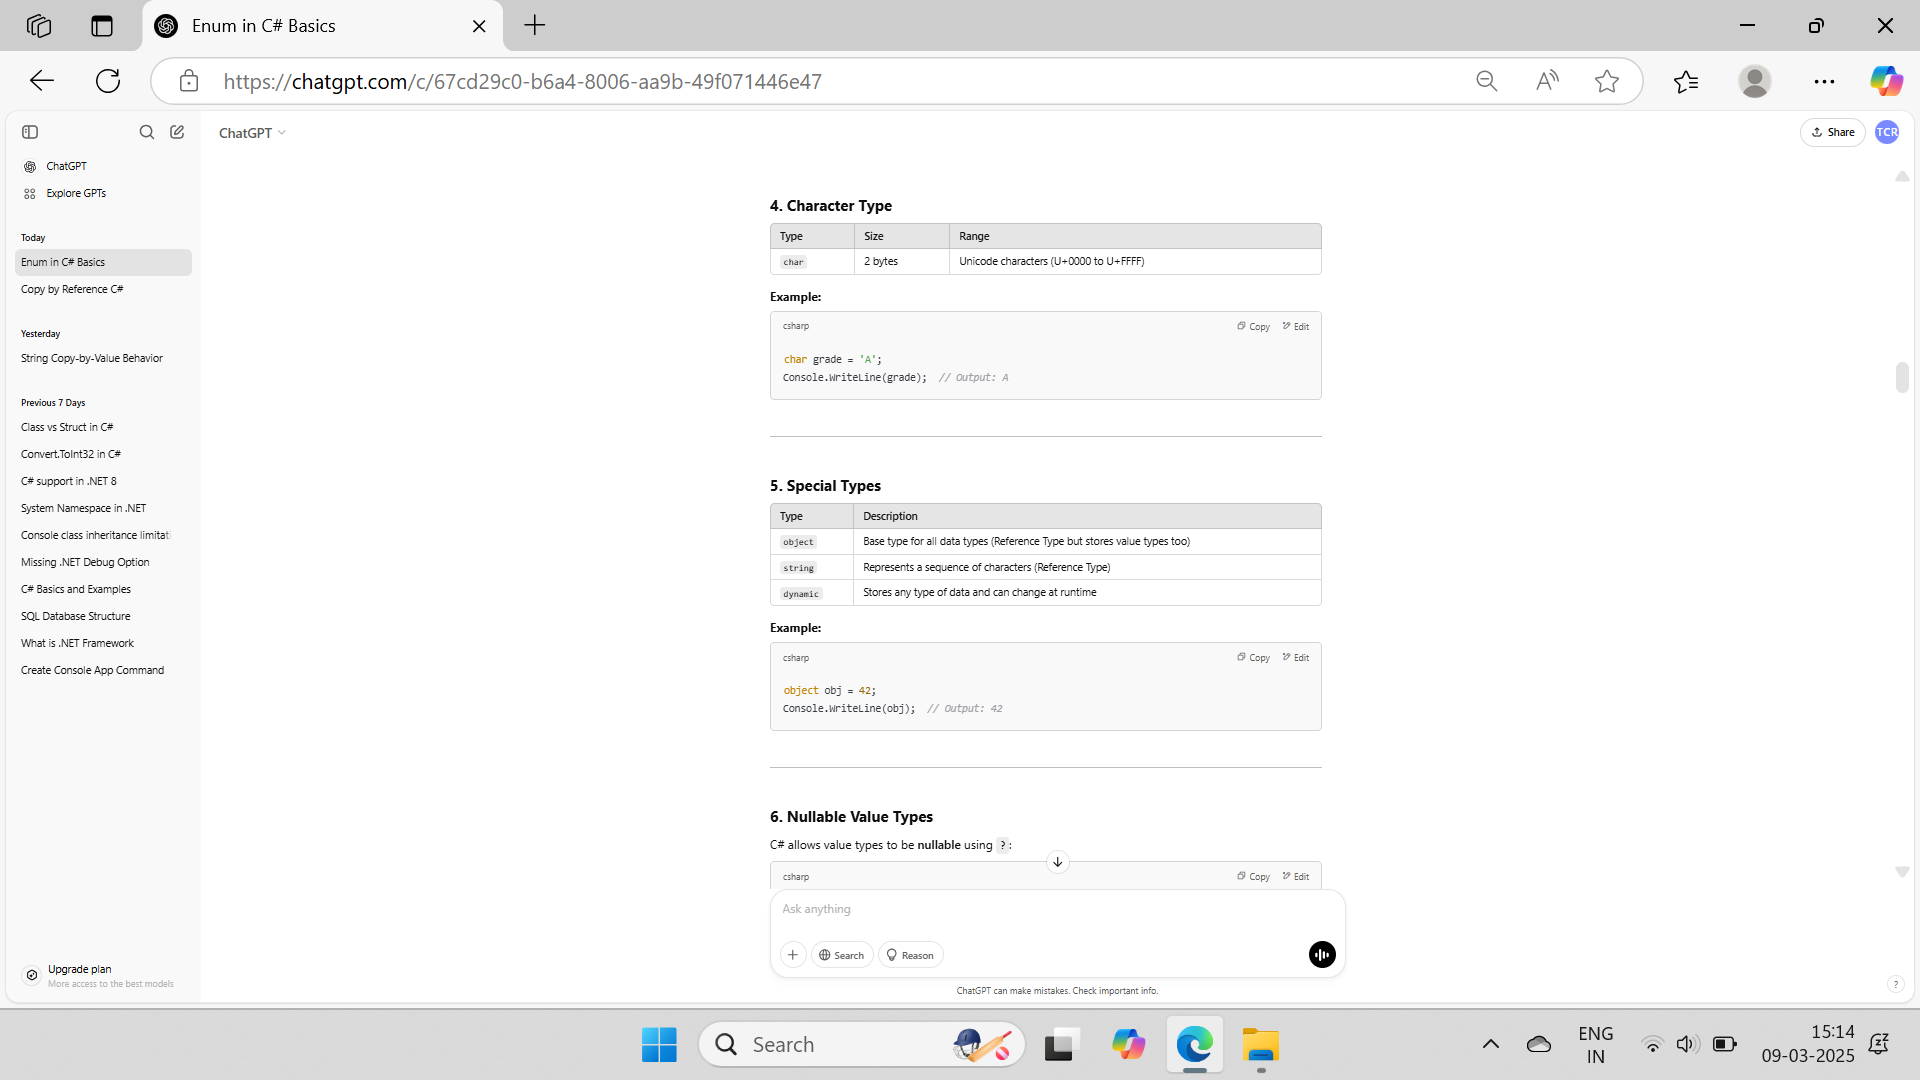 Enum in C# Basics
https://chatgpt.com/c/67cd29c0-b6a4-8006-aa9b-49f071446e47
ChatGPT
Share
TCR
ChatGPT
Explore GPTs
Today
Enum in C# Basics
Copy by Reference C#
Yesterday
String Copy-by-Value Behavior
Previous 7 Days
Class vs Struct in C#
Convert.ToInt32 in C#
C# support in .NET 8
System Namespace in .NET
Console class inheritance limitati
Missing .NET Debug Option
C# Basics and Examples
SQL Database Structure
What is .NET Framework
Create Console App Command
Upgrade plan
More access to the best models
4. Character Type
Type Size Range
char 2 bytes Unicode characters (U+0000 to U+FFFF)
Example:
csharp Copy Edit
char grade = 'A';
Console.WriteLine(grade); // Output: A
5. Special Types
Type Description
object Base type for all data types (Reference Type but stores value types too)
string Represents a sequence of characters (Reference Type)
dynamic Stores any type of data and can change at runtime
Example:
csharp Copy Edit
object obj = 42;
Console.WriteLine(obj); // Output: 42
6. Nullable Value Types
C# allows value types to be nullable using ?:
csharp Copy Edit
Ask anything
Search Reason
ChatGPT can make mistakes. Check important info.
?
Search
ENG
IN
15:14
09-03-2025